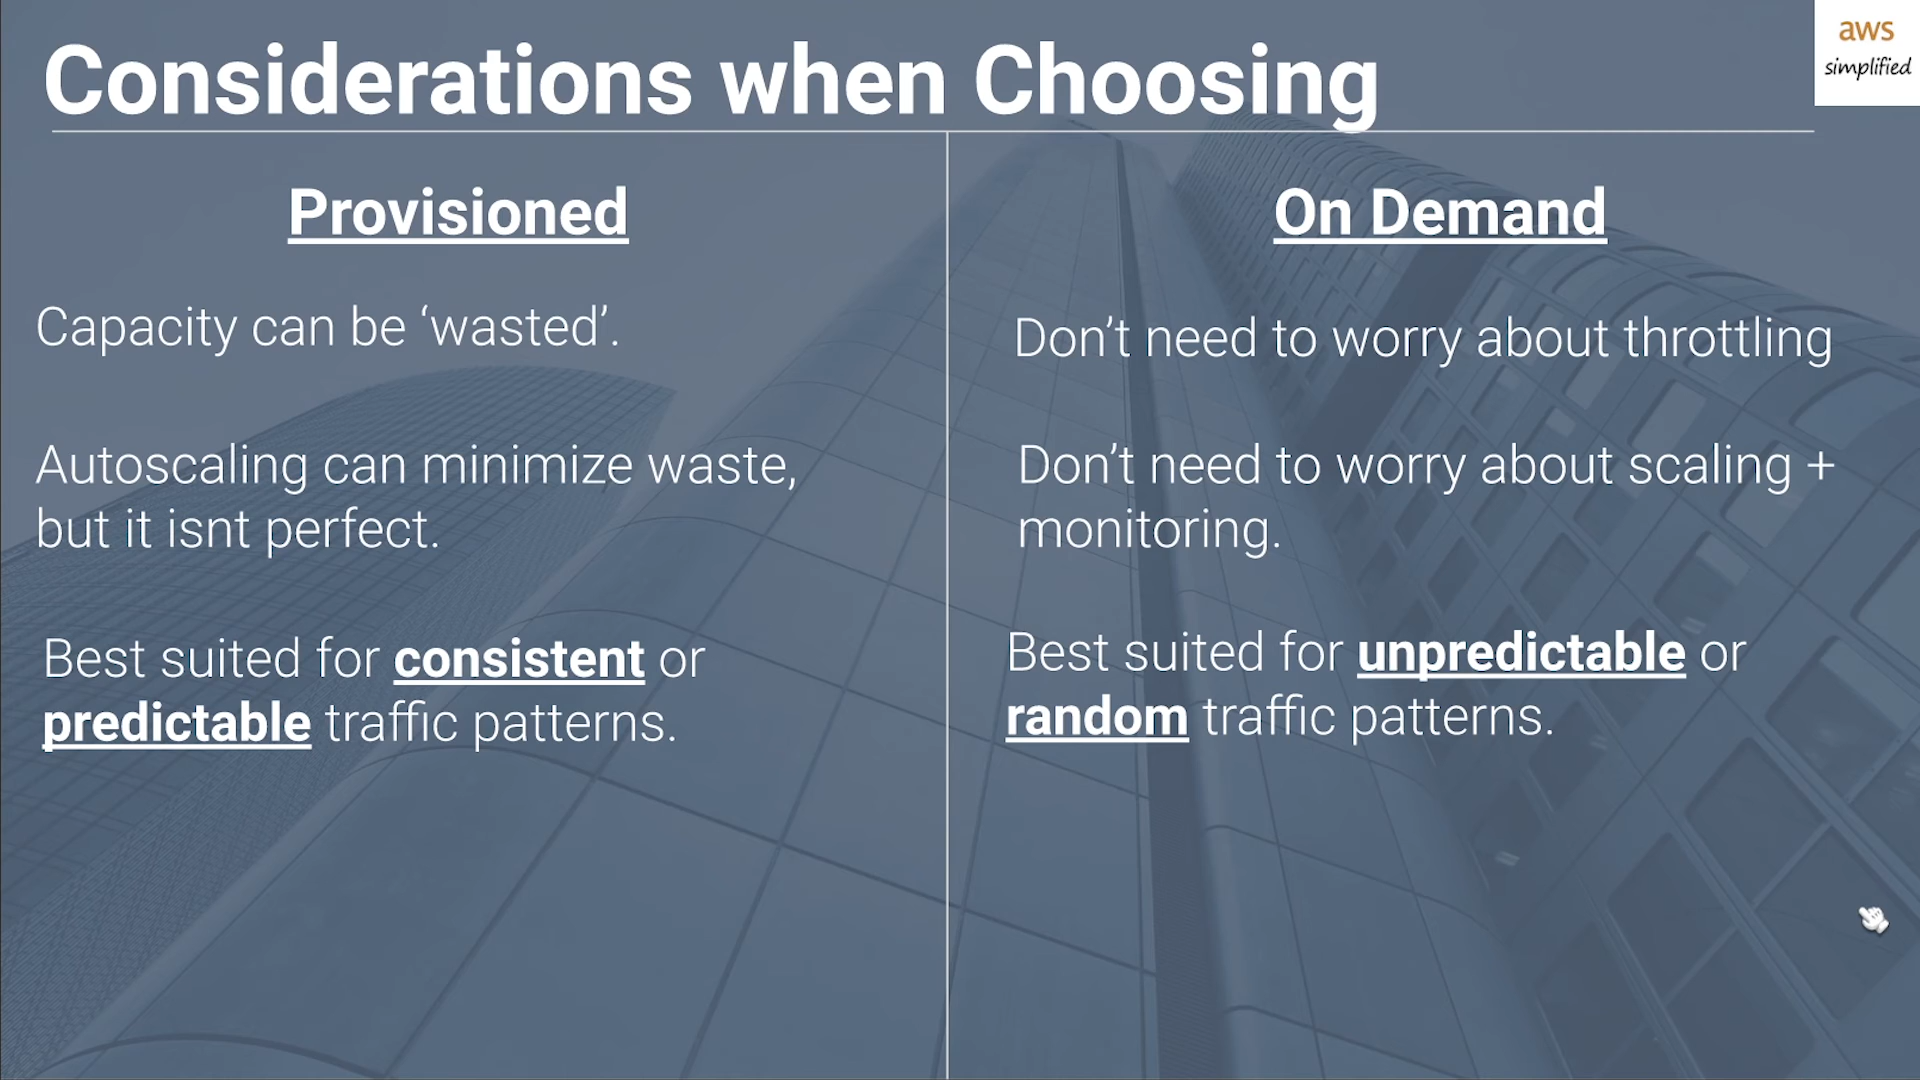 Considerations when Choosing
aws
simplified
Provisioned
Capacity can be ‘wasted’.
Autoscaling can minimize waste,
but it isnt perfect.
Best suited for consistent or
predictable traffic patterns.
On Demand
Don’t need to worry about throttling
Don’t need to worry about scaling +
monitoring.
Best suited for unpredictable or
random traffic patterns.